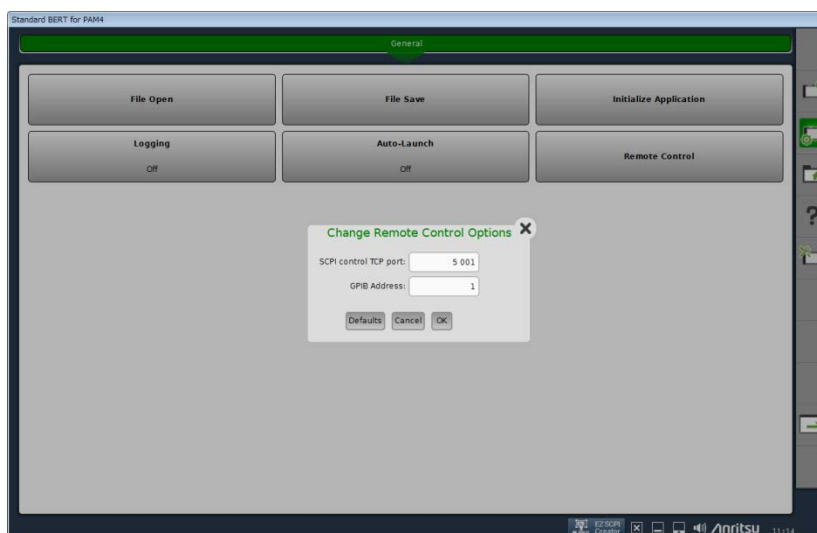 Standard BERT for PAM4
General
File Open
File Save
Initialize Application
Logging
Off
Auto-Launch
Off
Remote Control
Change Remote Control Options
SCPI control TCP port:
5 001
GPIB Address:
1
Defaults
Cancel
OK
?
EZ SCPI
Creator
Anritsu
11:14